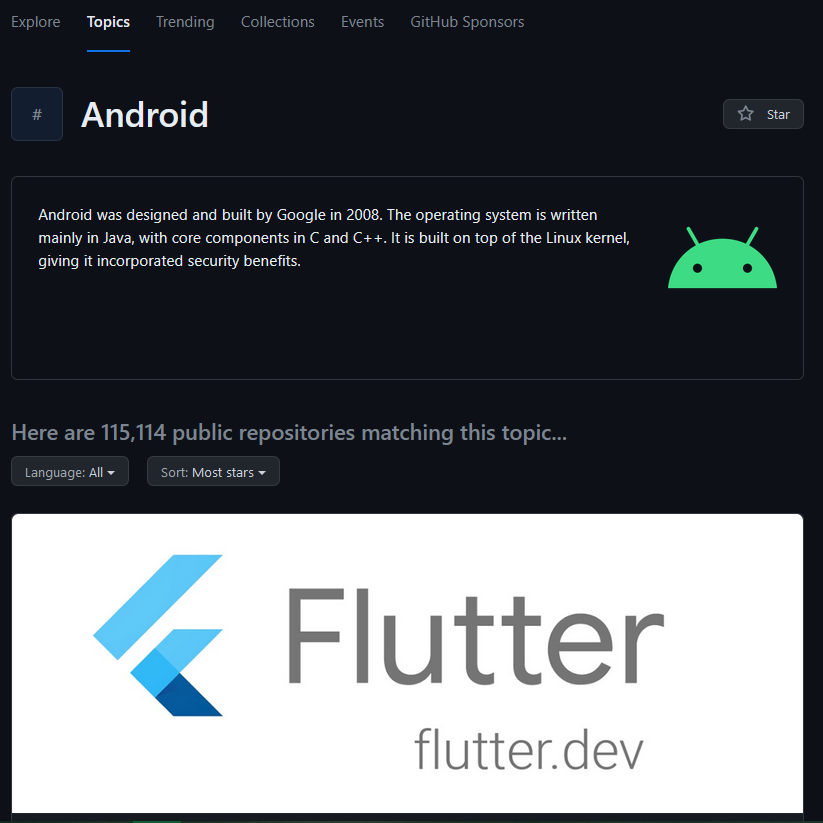 Explore Topics Trending Collections Events GitHub Sponsors
# Android
Star
Android was designed and built by Google in 2008. The operating system is written
mainly in Java, with core components in C and C++. It is built on top of the Linux kernel,
giving it incorporated security benefits.
Here are 115,114 public repositories matching this topic...
Language: All Sort: Most stars
Flutter
flutter.dev